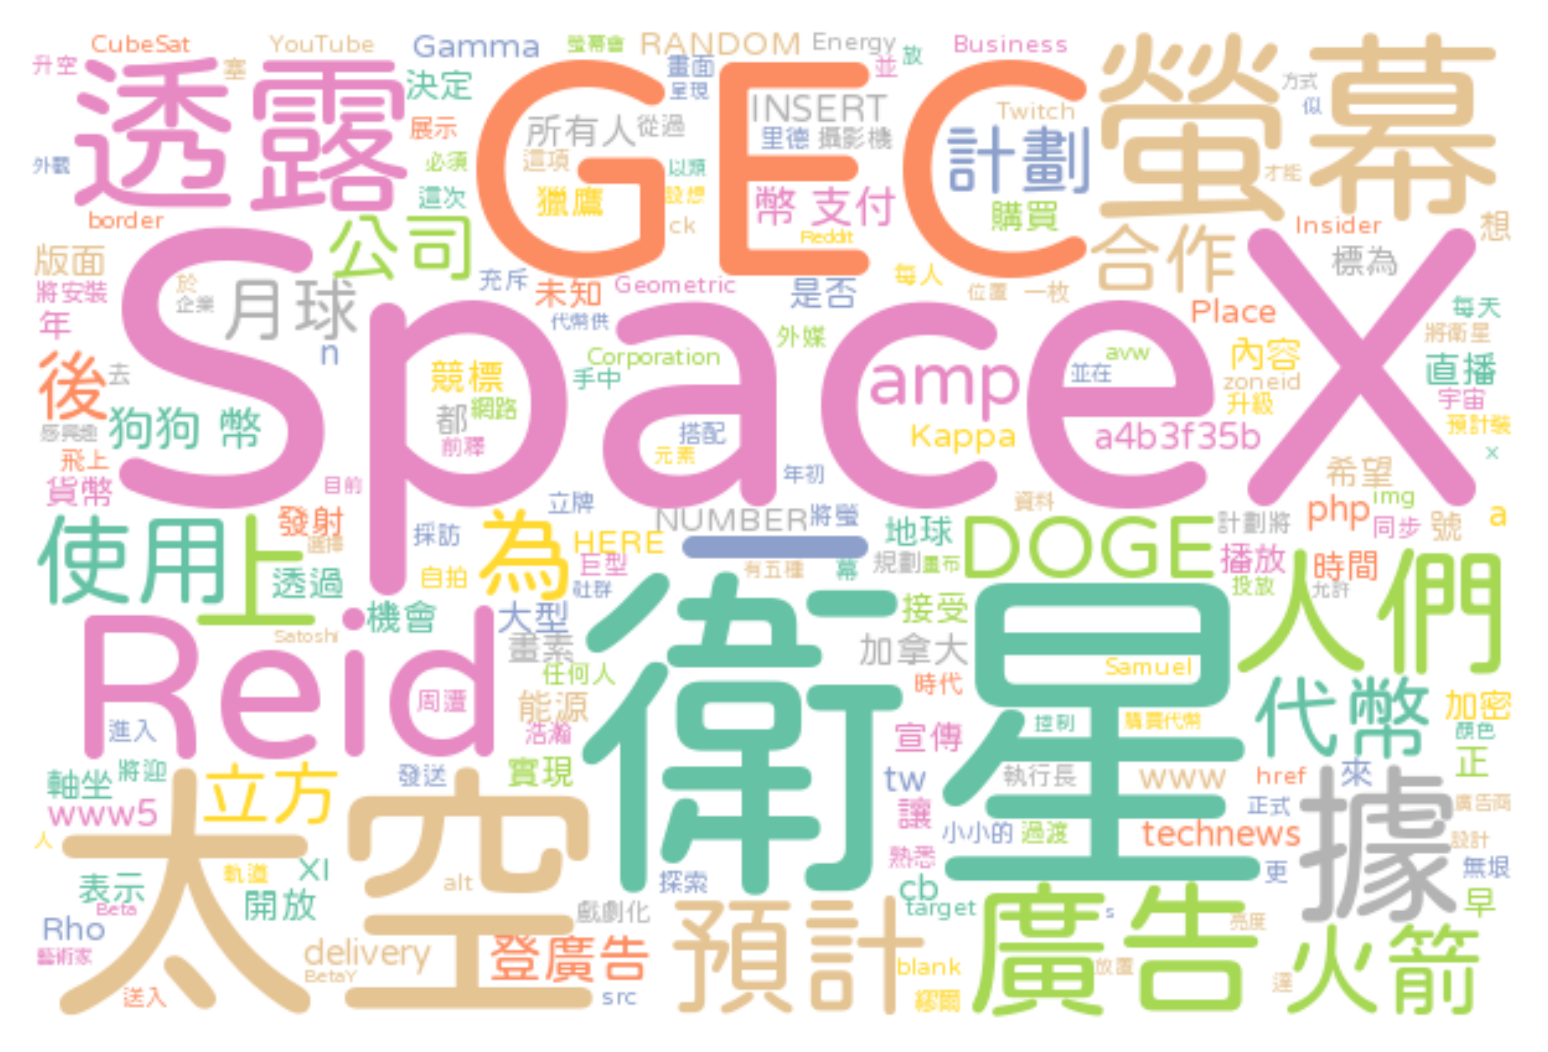 CubeSat YouTube Gamma 螢幕會 RANDOM Energy 放 Business
升空 塞 決定 畫面 並 方式
透露 GEC 螢幕
呈現 INSERT Twitch 似
展示 所有人 從過 里德 攝影機 計劃
外觀 必須 這項 以類 才能
這次 獵鷹 設想 幣 支付 購買
border 公司 ck Reddit 合作 Insider 想
版面 標為
將安裝 於 月球 充斥 未知 Geometric 是否 每人 位置 一枚
年 企業 代幣供 Place 每天
SpaceX
n 外媒 將衛星
後 去 競標 Corporation 手中 amp 並在 avw 內容 直播
狗狗 幣 都 網路 zoneid 升級 宇宙
感興趣 前釋 搭配 Kappa a4b3f35b 預計裝
飛上 元素 x
貨幣 目前 年初 希望
發射 立牌 NUMBER 將螢 資料 計劃將 php img a
使用 上 選擇 採訪 為 HERE 地球 DOGE 同步 號
透過 自拍 巨型 有五種 幕 規劃 畫布 播放 時間
機會 社群 投放 允許 人們
Satoshi 大型 衛星 接受
Reid 畫素 加拿大
任何人 Samuel
周遭 能源 時代 代幣 加密
進入 浩瀚 宣傳 控制 購買代幣 顏色
軸坐 將迎 立方 發送 實現 tw 執行長 www href 來 正
www5 讓 正式 廣告商
人 太空 小小的 過渡 technews 據 設計
熟悉 無垠
表示 軌道 XI alt 探索 cb 更 早
Beta 開放 戲劇化 target s
Rho 預計 廣告 亮度
藝術家 delivery 登廣告 blank 放置 火箭
送入 BetaY src 繆爾